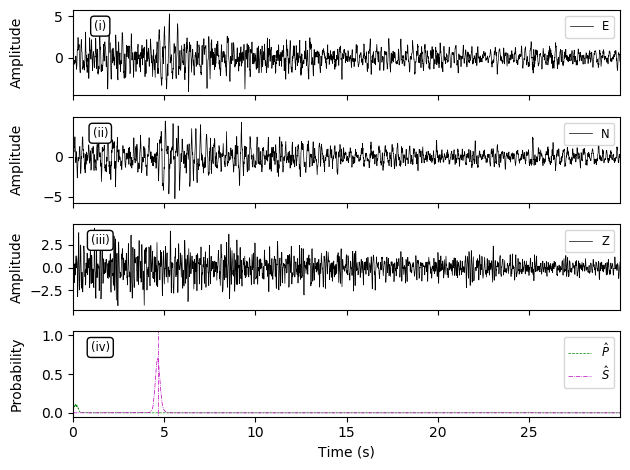 (i)
E
Amplitude
5
0
(ii)
N
Amplitude
0
−5
(iii)
Z
Amplitude
2.5
0.0
−2.5
(iv)
P̂
Ŝ
Probability
1.0
0.5
0.0
0 5 10 15 20 25
Time (s)